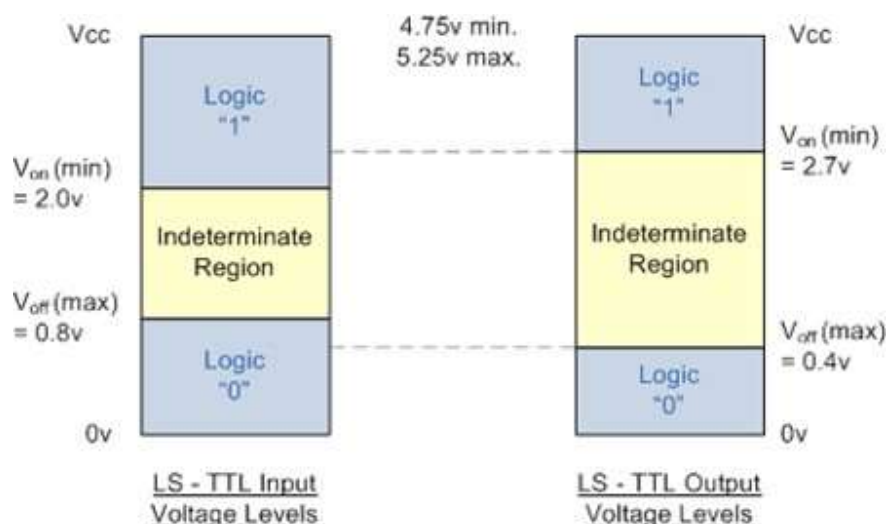 4.75v min.
5.25v max.
Vcc
Logic
"1"
Von (min)
= 2.0v
Indeterminate
Region
Voff (max)
= 0.8v
Logic
"0"
0v
LS - TTL Input
Voltage Levels
Vcc
Logic
"1"
Von (min)
= 2.7v
Indeterminate
Region
Voff (max)
= 0.4v
Logic
"0"
0v
LS - TTL Output
Voltage Levels